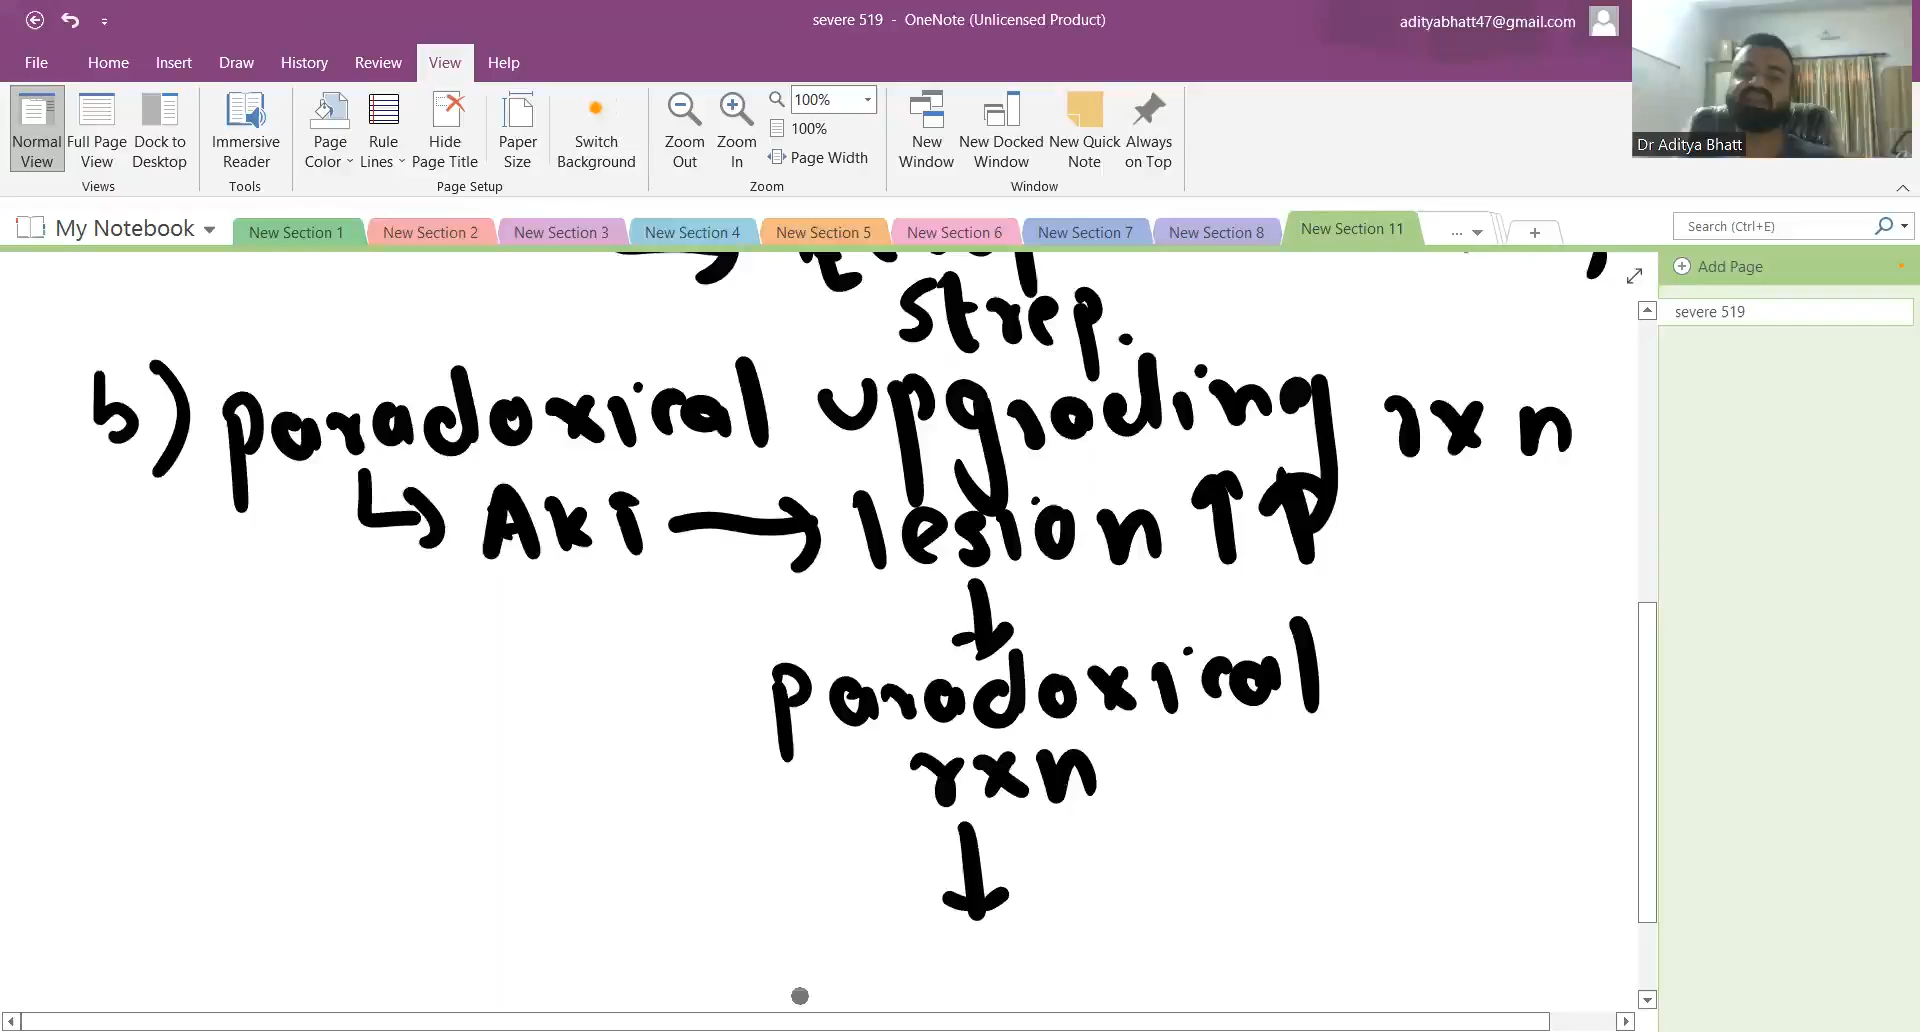 severe 519 - OneNote (Unlicensed Product)
adityabhatt47@gmail.com
File Home Insert Draw History Review View Help
Normal View
Full Page View
Dock to Desktop
Immersive Reader
Page Color
Rule Lines
Hide Page Title
Paper Size
Switch Background
Zoom Out
Zoom In
100%
100%
Page Width
New Window
New Docked Window
New Quick Note
Always on Top
Views
Tools
Page Setup
Zoom
Window
Dr Aditya Bhatt
My Notebook
New Section 1
New Section 2
New Section 3
New Section 4
New Section 5
New Section 6
New Section 7
New Section 8
New Section 11
...
Search (Ctrl+E)
Add Page
severe 519
strep.
b) paradoxical upgrading rxn
↳ AKT → lesion ↑↑
↓
paradoxical
rxn
↓